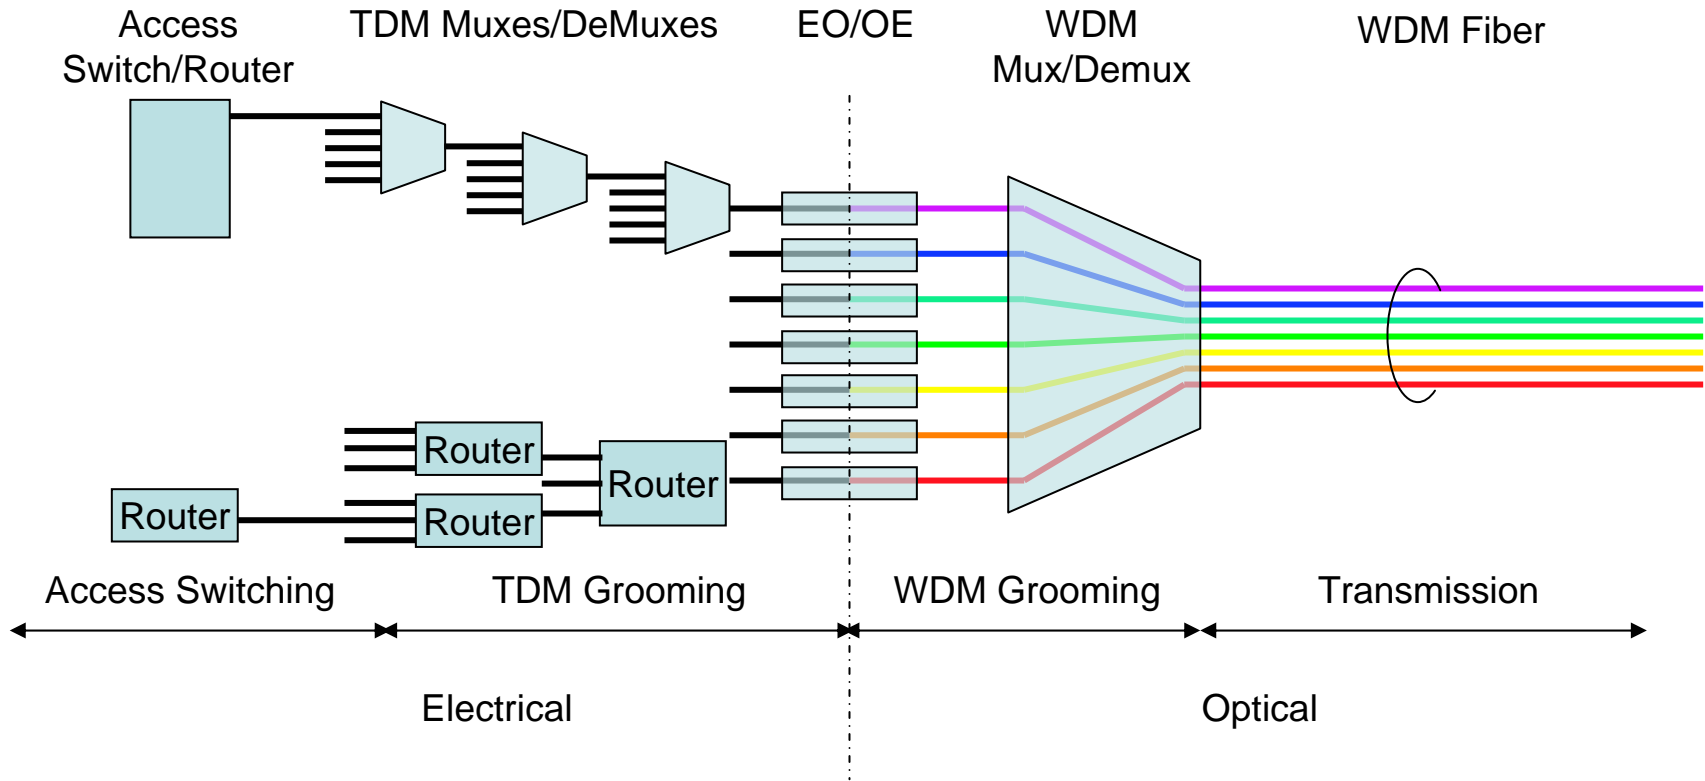 Access
Switch/Router
TDM Muxes/DeMuxes
EO/OE
WDM
Mux/Demux
WDM Fiber
Router
Router
Router
Router
Access Switching
TDM Grooming
WDM Grooming
Transmission
Electrical
Optical